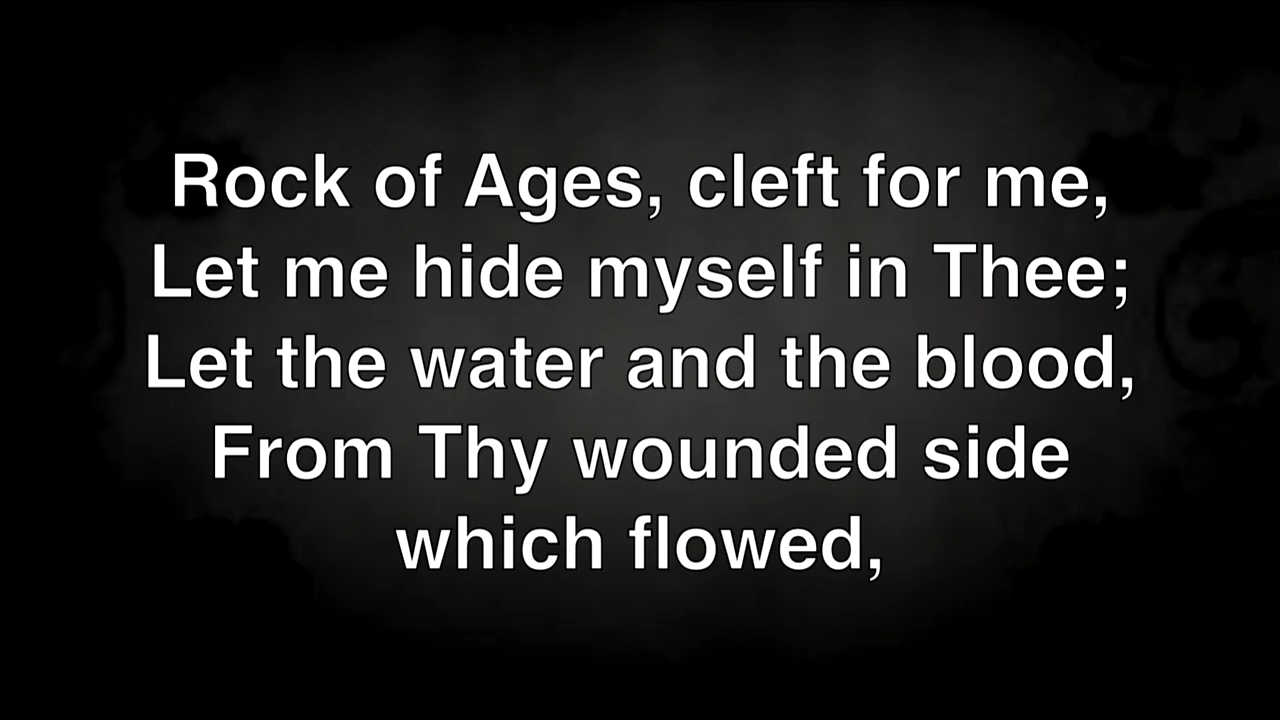 Rock of Ages, cleft for me,
Let me hide myself in Thee;
Let the water and the blood,
From Thy wounded side
which flowed,